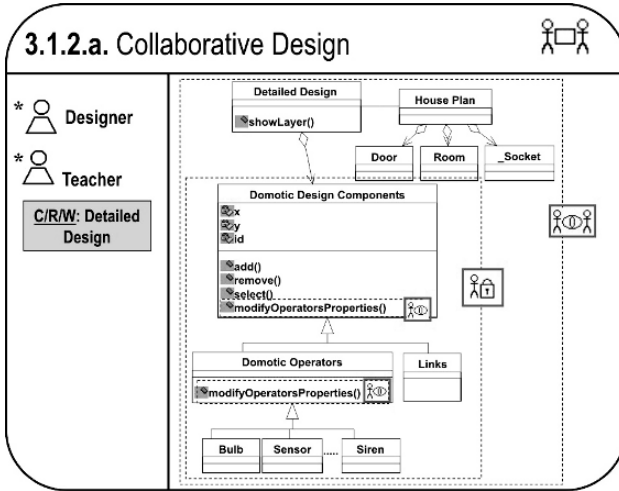 3.1.2.a. Collaborative Design
* Designer
* Teacher
C/R/W: Detailed
Design
Detailed Design
showLayer()
House Plan
Door
Room
_Socket
Domotic Design Components
x
y
id
add()
remove()
select()
modifyOperatorsProperties()
Domotic Operators
modifyOperatorsProperties()
Links
Bulb
Sensor
.....
Siren